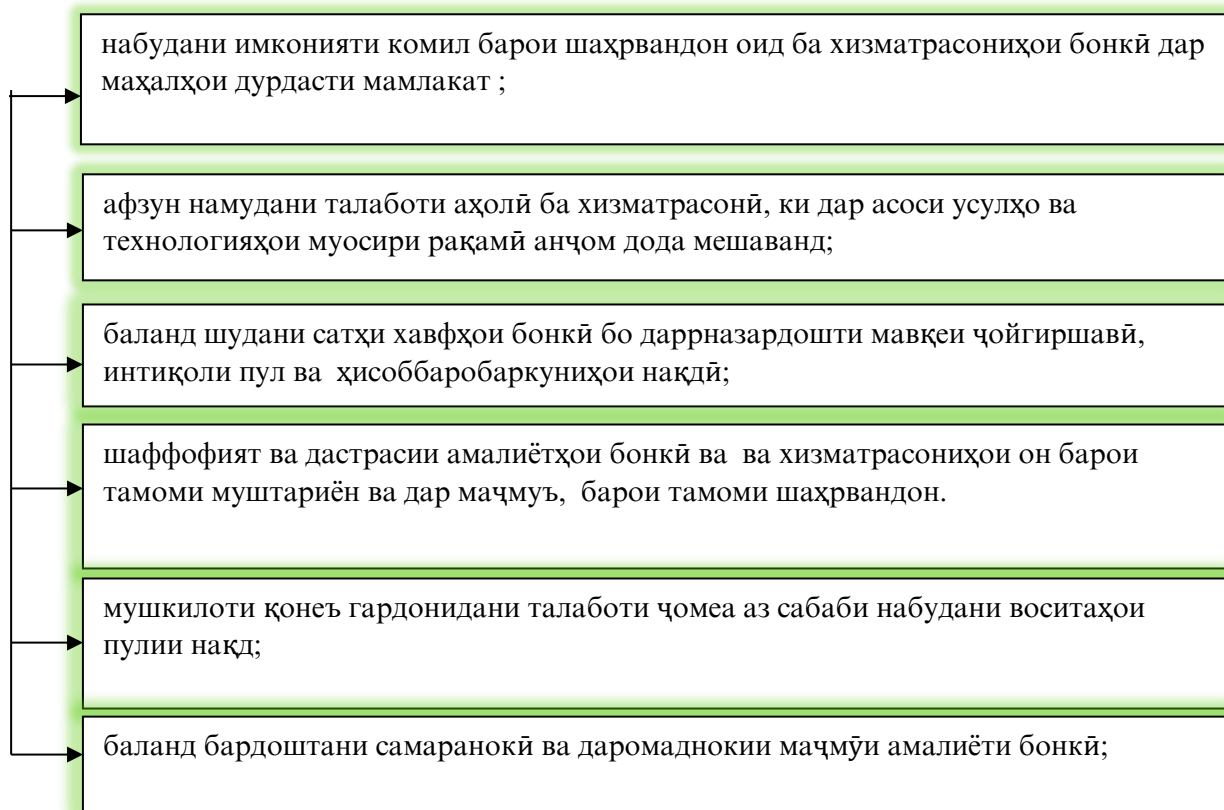 набудани имконияти комил барои шаҳрвандон оид ба хизматрасониҳои бонкӣ дар
маҳалҳои дурдасти мамлакат ;
афзун намудани талаботи аҳолӣ ба хизматрасонӣ, ки дар асоси усулҳо ва
технологияҳои муосири рақамӣ анҷом дода мешаванд;
баланд шудани сатҳи хавфҳои бонкӣ бо даррназардошти мавқеи ҷойгиршавӣ,
интиқоли пул ва ҳисоббаробаркуниҳои нақдӣ;
шаффофият ва дастрасии амалиётҳои бонкӣ ва ва хизматрасониҳои он барои
тамоми муштариён ва дар маҷмуъ, барои тамоми шаҳрвандон.
мушкилоти қонеъ гардонидани талаботи ҷомеа аз сабаби набудани воситаҳои
пулии нақд;
баланд бардоштани самаранокӣ ва даромаднокии маҷмӯи амалиёти бонкӣ;